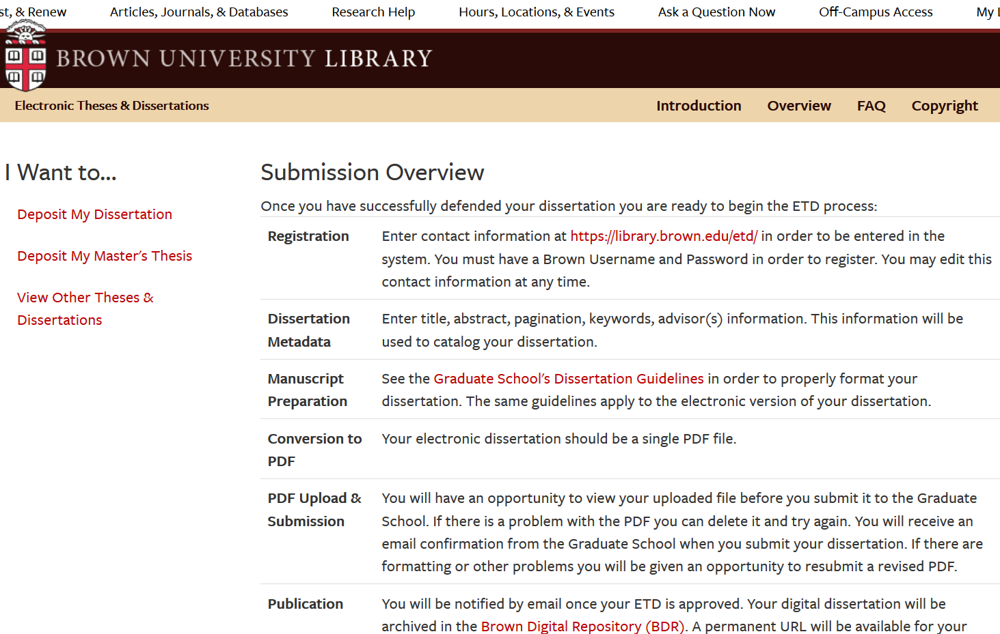 st, & Renew Articles, Journals, & Databases Research Help Hours, Locations, & Events Ask a Question Now Off-Campus Access My
BROWN UNIVERSITY LIBRARY
Electronic Theses & Dissertations Introduction Overview FAQ Copyright
I Want to...
Deposit My Dissertation
Deposit My Master's Thesis
View Other Theses &
Dissertations
Submission Overview
Once you have successfully defended your dissertation you are ready to begin the ETD process:
Registration Enter contact information at https://library.brown.edu/etd/ in order to be entered in the
system. You must have a Brown Username and Password in order to register. You may edit this
contact information at any time.
Dissertation Enter title, abstract, pagination, keywords, advisor(s) information. This information will be
Metadata used to catalog your dissertation.
Manuscript See the Graduate School's Dissertation Guidelines in order to properly format your
Preparation dissertation. The same guidelines apply to the electronic version of your dissertation.
Conversion to Your electronic dissertation should be a single PDF file.
PDF
PDF Upload & You will have an opportunity to view your uploaded file before you submit it to the Graduate
Submission School. If there is a problem with the PDF you can delete it and try again. You will receive an
email confirmation from the Graduate School when you submit your dissertation. If there are
formatting or other problems you will be given an opportunity to resubmit a revised PDF.
Publication You will be notified by email once your ETD is approved. Your digital dissertation will be
archived in the Brown Digital Repository (BDR). A permanent URL will be available for your